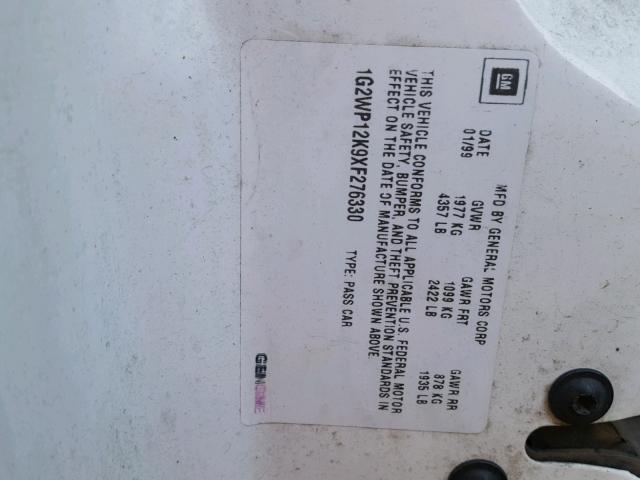 GM
MFD BY GENERAL MOTORS CORP
DATE GVWR GAWR FRT GAWR RR
01/99 1977 KG 1099 KG 878 KG
4357 LB 2422 LB 1935 LB
THIS VEHICLE CONFORMS TO ALL APPLICABLE U.S. FEDERAL MOTOR
VEHICLE SAFETY, BUMPER, AND THEFT PREVENTION STANDARDS IN
EFFECT ON THE DATE OF MANUFACTURE SHOWN ABOVE.
1G2WP12K9XF276330 TYPE: PASS CAR